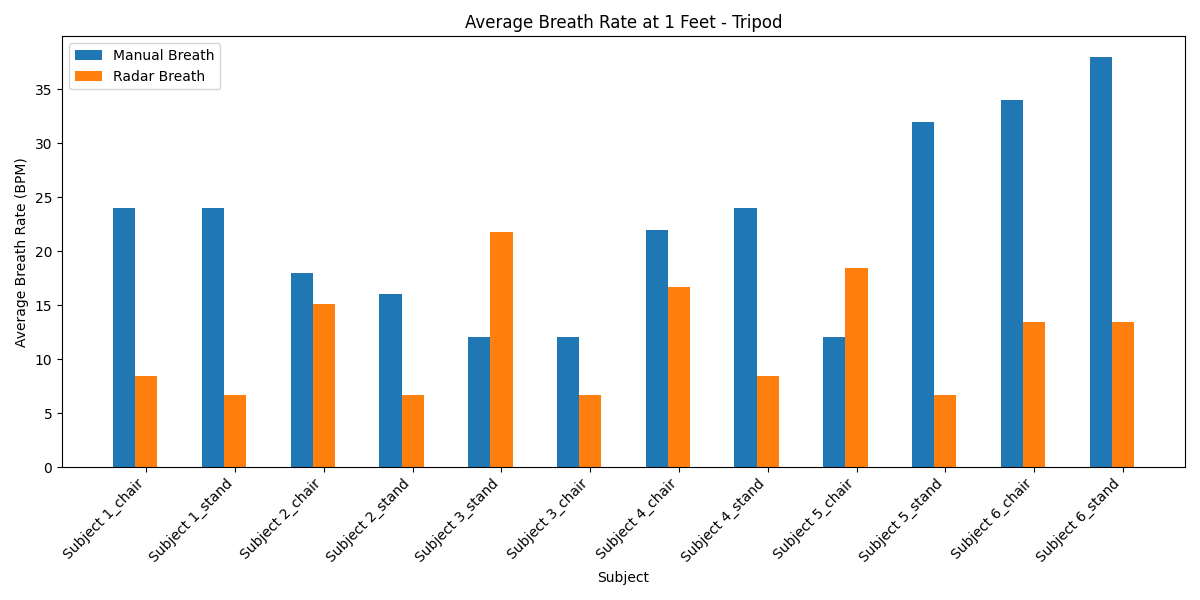 Average Breath Rate at 1 Feet - Tripod
Manual Breath
Radar Breath
Average Breath Rate (BPM)
35
30
25
20
15
10
5
0
Subject 1_chair
Subject 1_stand
Subject 2_chair
Subject 2_stand
Subject 3_stand
Subject 3_chair
Subject 4_chair
Subject 4_stand
Subject 5_chair
Subject 5_stand
Subject 6_chair
Subject 6_stand
Subject